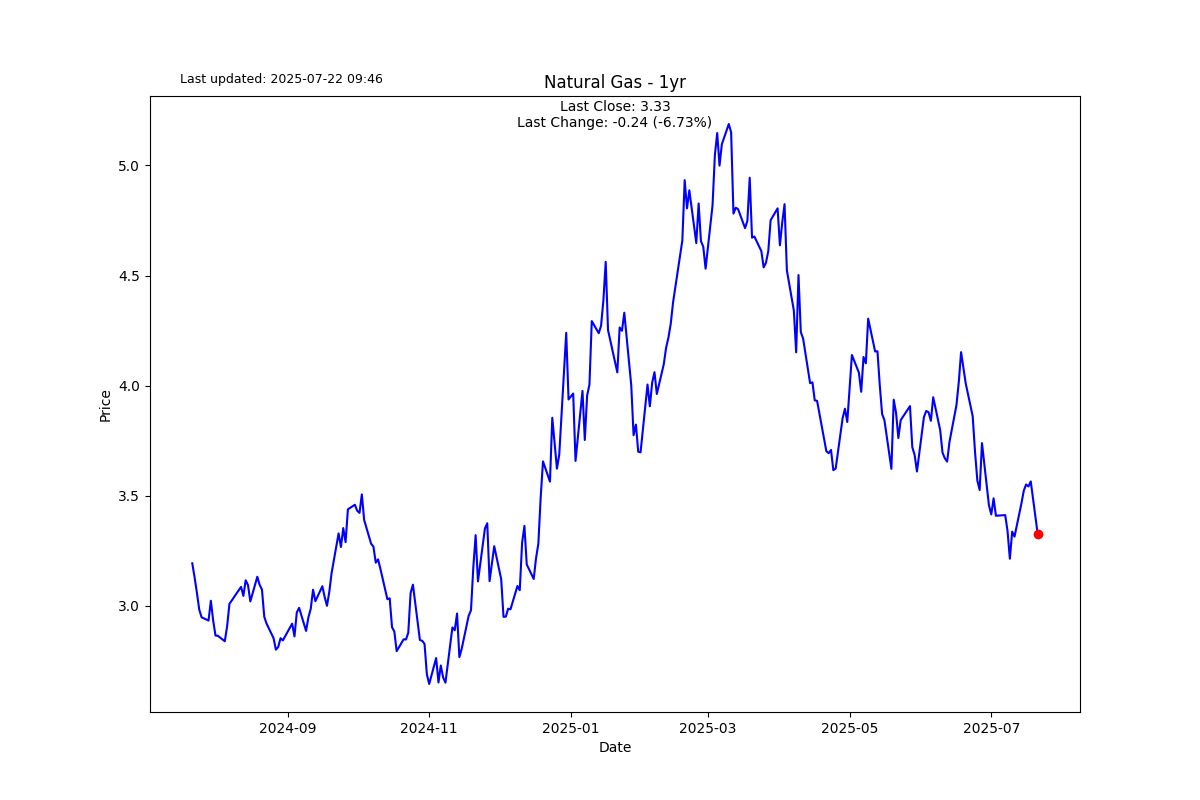 Last updated: 2025-07-22 09:46
Natural Gas - 1yr
Last Close: 3.33
Last Change: -0.24 (-6.73%)
5.0
4.5
4.0
3.5
3.0
Price
2024-09
2024-11
2025-01
2025-03
2025-05
2025-07
Date